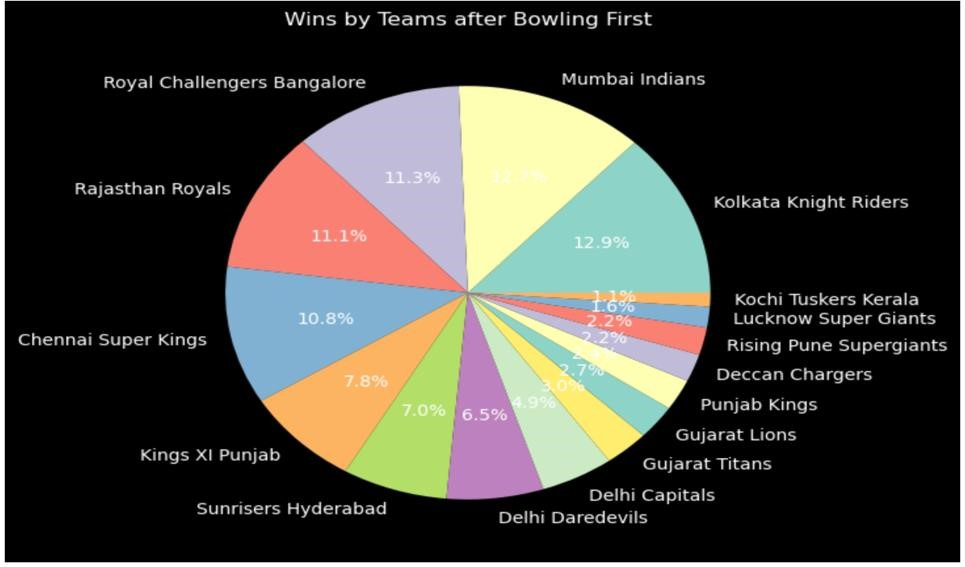 Wins by Teams after Bowling First
Mumbai Indians
Royal Challengers Bangalore
12.7%
11.3%
Rajasthan Royals
Kolkata Knight Riders
11.1%
12.9%
1.1%
Kochi Tuskers Kerala
1.6%
Lucknow Super Giants
10.8%
2.2%
Chennai Super Kings
2.2%
Rising Pune Supergiants
2.7%
Deccan Chargers
7.8%
3.0%
Punjab Kings
7.0%
6.5%
4.9%
Gujarat Lions
Kings XI Punjab
Gujarat Titans
Delhi Capitals
Sunrisers Hyderabad
Delhi Daredevils